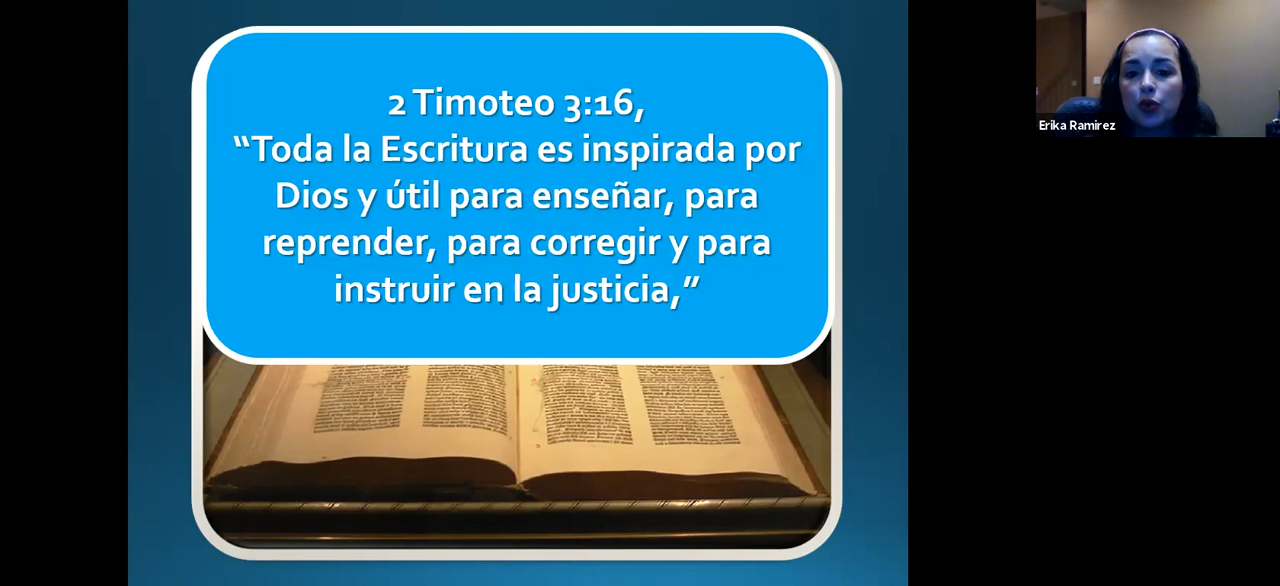 2 Timoteo 3:16,
“Toda la Escritura es inspirada por
Dios y útil para enseñar, para
reprender, para corregir y para
instruir en la justicia,”
Erika Ramirez